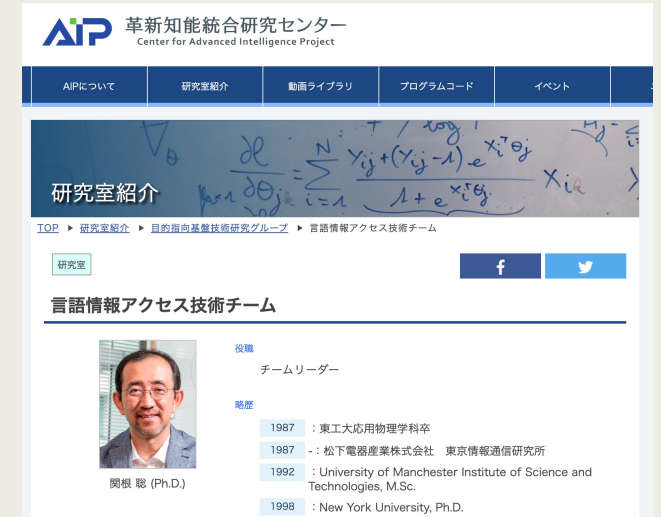 AIP 革新知能統合研究センター
Center for Advanced Intelligence Project
AIPについて 研究室紹介 動画ライブラリ プログラムコード イベント
研究室紹介
TOP ▶ 研究室紹介 ▶ 目的指向基盤技術研究グループ ▶ 言語情報アクセス技術チーム
研究室
言語情報アクセス技術チーム
役職
チームリーダー
略歴
1987 ：東工大応用物理学科卒
1987 -：松下電器産業株式会社 東京情報通信研究所
1992 ：University of Manchester Institute of Science and
Technologies, M.Sc.
1998 ：New York University, Ph.D.
関根 聡 (Ph.D.)